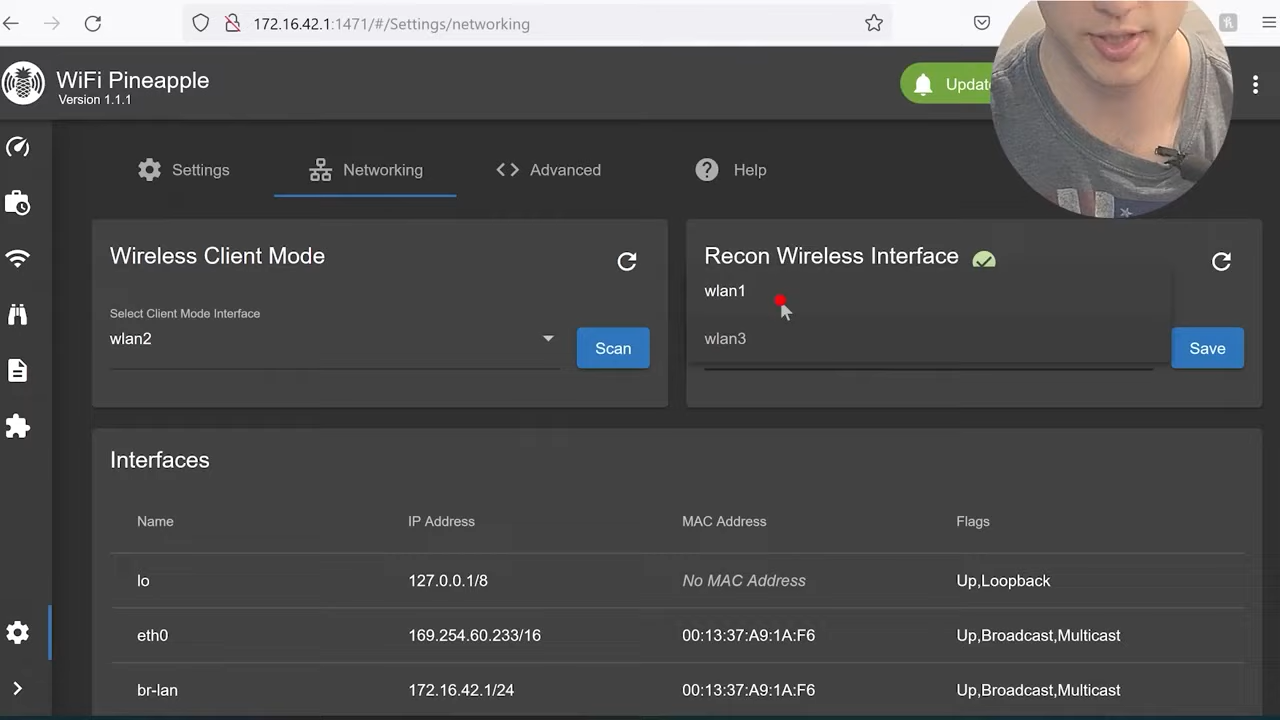 172.16.42.1:1471/#/Settings/networking
WiFi Pineapple
Version 1.1.1
Settings
Networking
Advanced
Help
Wireless Client Mode
Select Client Mode Interface
wlan2
Scan
Recon Wireless Interface
wlan1
wlan3
Save
Interfaces
Name IP Address MAC Address Flags
lo 127.0.0.1/8 No MAC Address Up,Loopback
eth0 169.254.60.233/16 00:13:37:A9:1A:F6 Up,Broadcast,Multicast
br-lan 172.16.42.1/24 00:13:37:A9:1A:F6 Up,Broadcast,Multicast